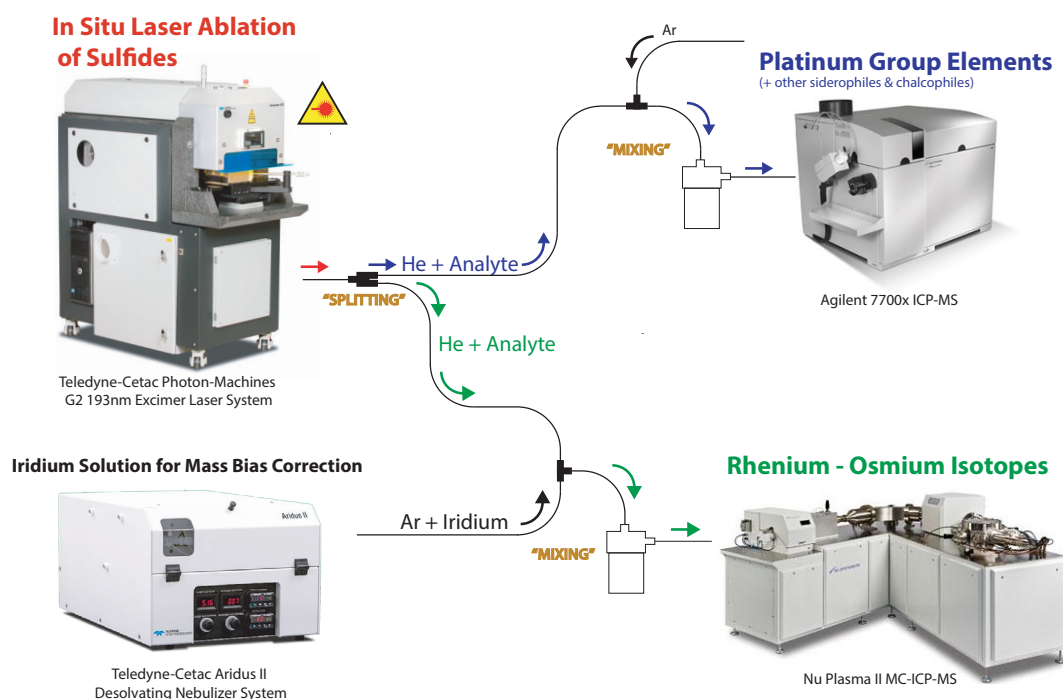 In Situ Laser Ablation
of Sulfides
Ar
Platinum Group Elements
(+ other siderophiles & chalcophiles)
"MIXING"
He + Analyte
"SPLITTING"
Agilent 7700x ICP-MS
He + Analyte
Teledyne-Cetac Photon-Machines
G2 193nm Excimer Laser System
Iridium Solution for Mass Bias Correction
Rhenium - Osmium Isotopes
Aridus II
Ar + Iridium
"MIXING"
5.16
007
Teledyne-Cetac Aridus II
Desolvating Nebulizer System
Nu Plasma II MC-ICP-MS